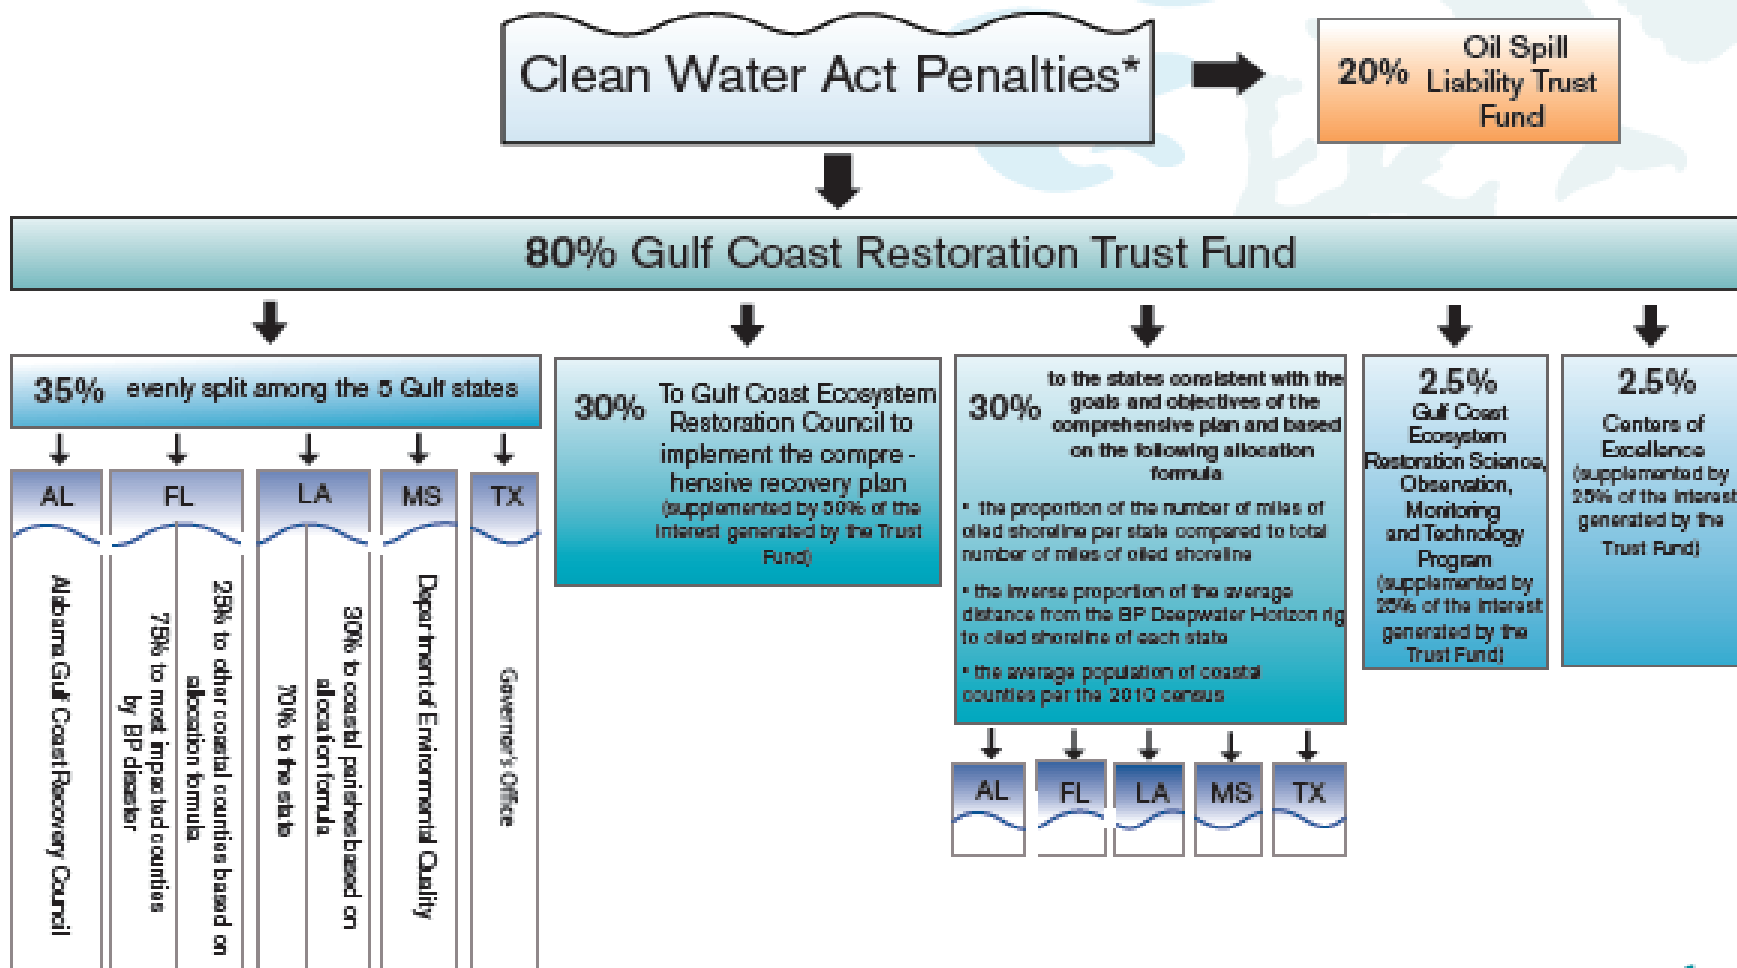 Clean Water Act Penalties*
20%
Oil Spill
Liability Trust
Fund
80% Gulf Coast Restoration Trust Fund
35% evenly split among the 5 Gulf states
AL
Alabama Gulf Coast Recovery Council
FL
25% to other coastal counties based on
allocation formula
75% to most impacted counties
by BP disaster
LA
30% to coastal parishes based on
allocation formula
70% to the state
MS
Department of Environmental Quality
TX
Governor's Office
30%
To Gulf Coast Ecosystem
Restoration Council to
implement the compre -
hensive recovery plan
(supplemented by 50% of the
interest generated by the Trust
Fund)
30%
to the states consistent with the
goals and objectives of the
comprehensive plan and based
on the following allocation
formula
* the proportion of the number of miles of
oiled shoreline per state compared to total
number of miles of oiled shoreline
* the inverse proportion of the average
distance from the BP Deepwater Horizon rig
to oiled shoreline of each state
* the average population of coastal
counties per the 2010 census
AL
FL
LA
MS
TX
2.5%
Gulf Coast
Ecosystem
Restoration Science,
Observation,
Monitoring
and Technology
Program
(supplemented by
25% of the interest
generated by the
Trust Fund)
2.5%
Centers of
Excellence
(supplemented by
25% of the interest
generated by the
Trust Fund)